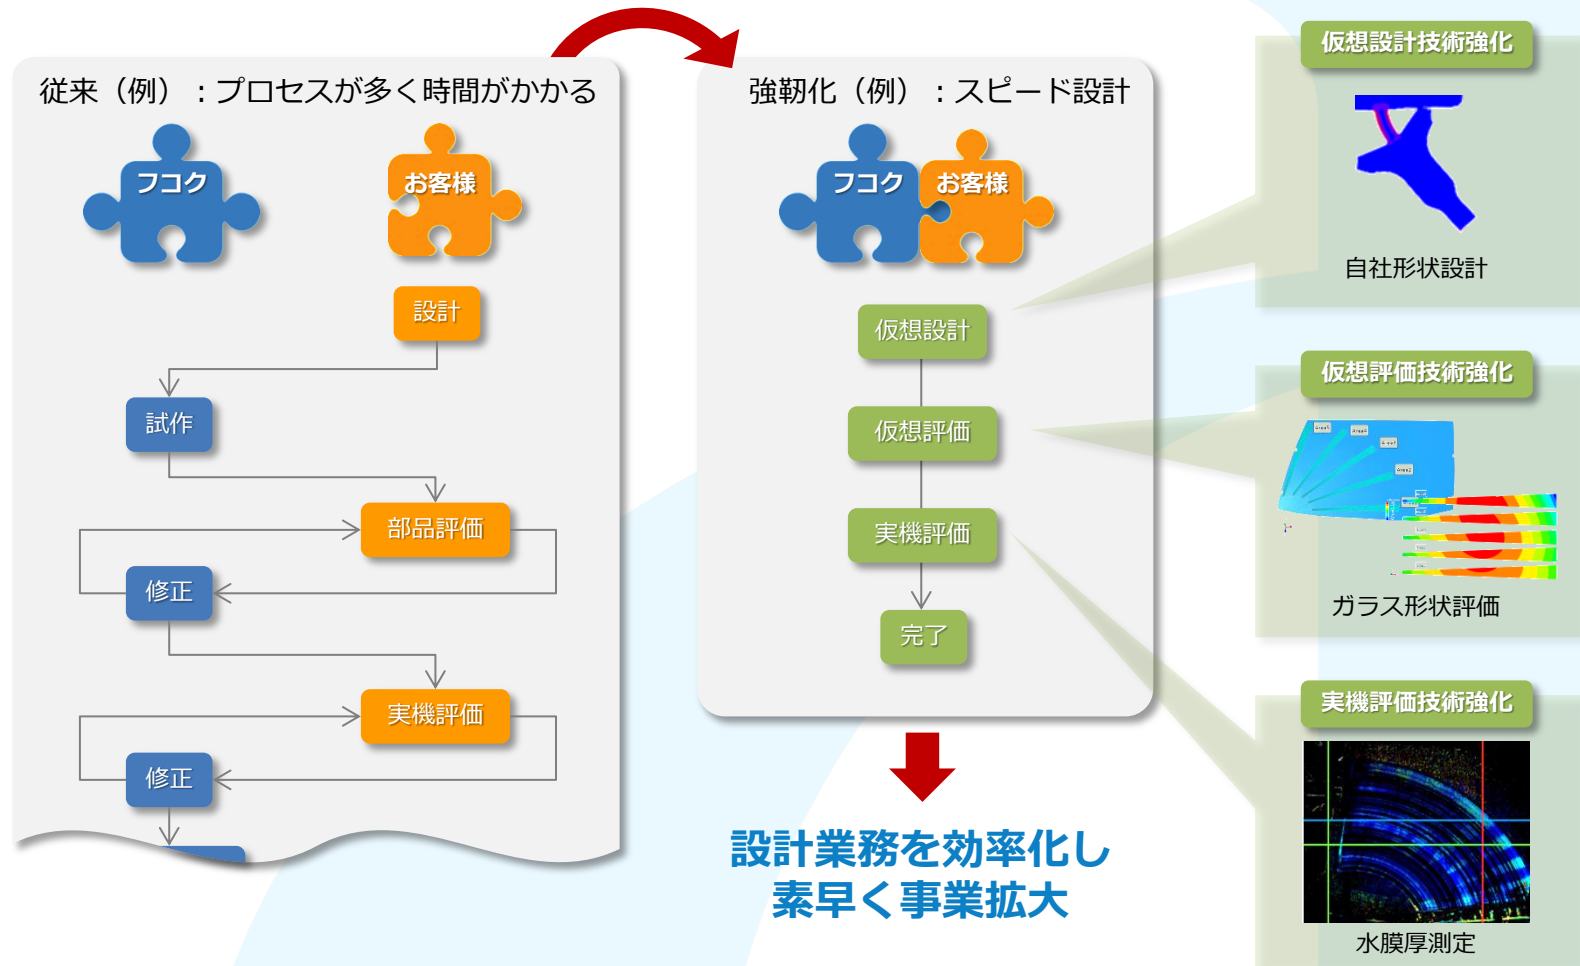 従来（例）：プロセスが多く時間がかかる
フコク
お客様
設計
試作
部品評価
修正
実機評価
修正
強靭化（例）：スピード設計
フコク
お客様
仮想設計
仮想評価
実機評価
完了
設計業務を効率化し
素早く事業拡大
仮想設計技術強化
自社形状設計
仮想評価技術強化
ガラス形状評価
実機評価技術強化
水膜厚測定